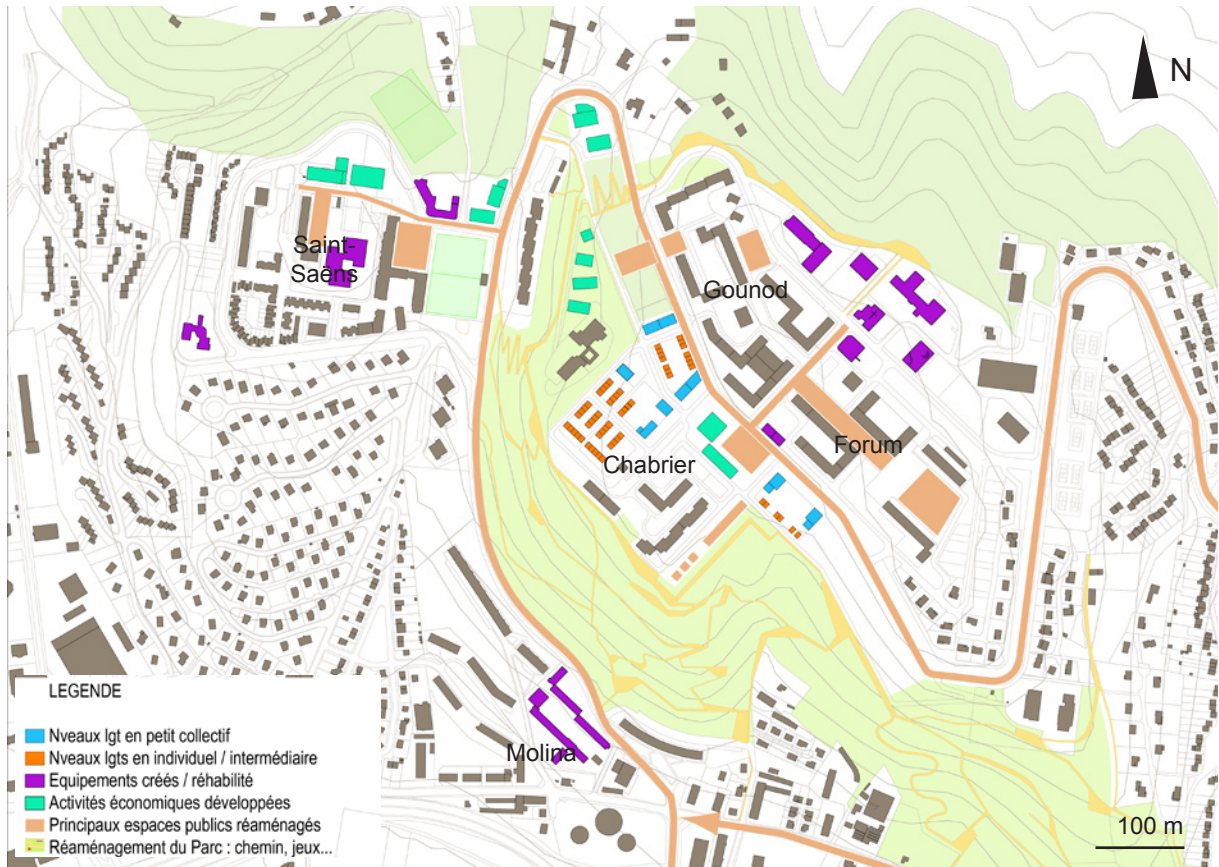 N
Saint-
Saëns
Gounod
Forum
Chabrier
Molina
LEGENDE
Nveaux lgt en petit collectif
Nveaux lgts en individuel / intermédiaire
Equipements créés / réhabilité
Activités économiques développées
Principaux espaces publics réaménagés
Réaménagement du Parc : chemin, jeux...
100 m